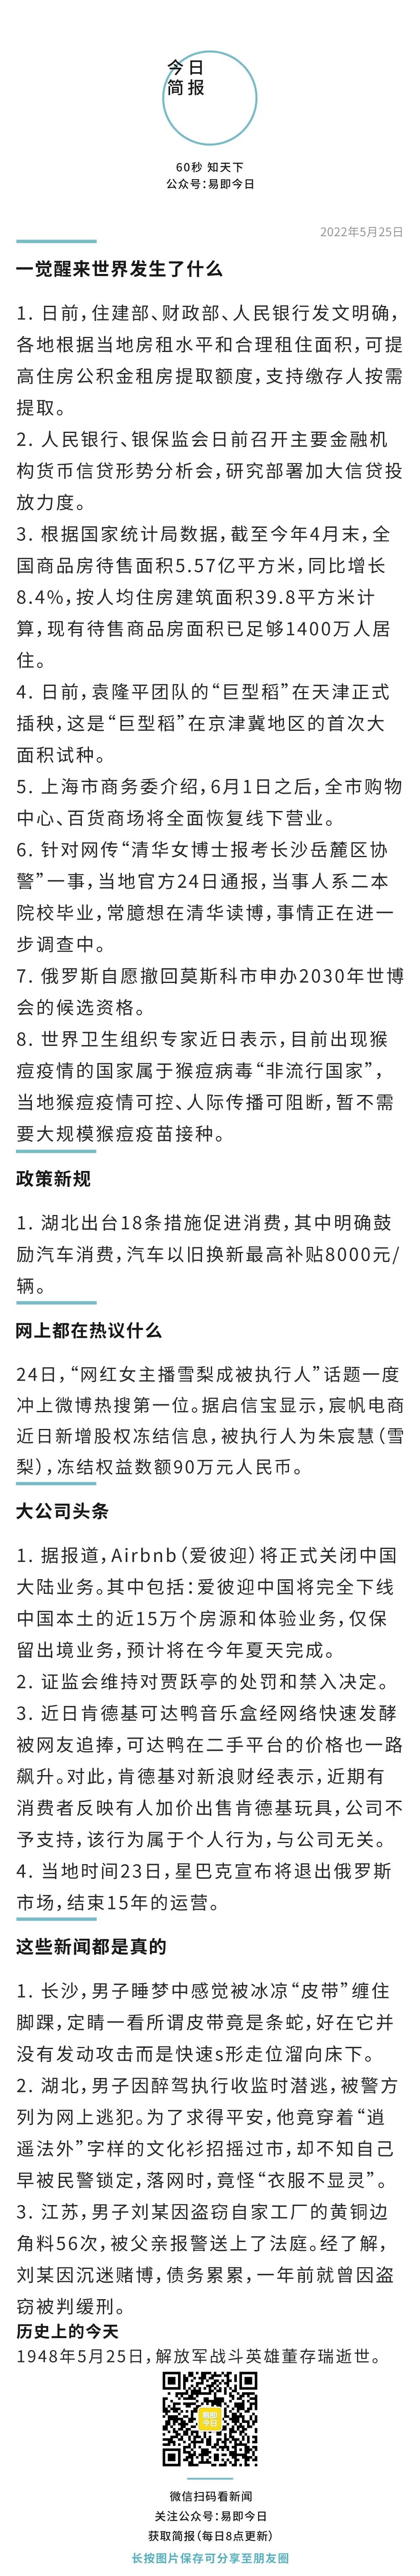 今日
简报
60秒 知天下
公众号:易即今日
2022年5月25日
一觉醒来世界发生了什么
1. 日前,住建部、财政部、人民银行发文明确,
各地根据当地房租水平和合理租住面积,可提
高住房公积金租房提取额度,支持缴存人按需
提取。
2. 人民银行、银保监会日前召开主要金融机
构货币信贷形势分析会,研究部署加大信贷投
放力度。
3. 根据国家统计局数据,截至今年4月末,全
国商品房待售面积5.57亿平方米,同比增长
8.4%,按人均住房建筑面积39.8平方米计
算,现有待售商品房面积已足够1400万人居
住。
4. 日前,袁隆平团队的“巨型稻”在天津正式
插秧,这是“巨型稻”在京津冀地区的首次大
面积试种。
5. 上海市商务委介绍,6月1日之后,全市购物
中心、百货商场将全面恢复线下营业。
6. 针对网传“清华女博士报考长沙岳麓区协
警”一事,当地官方24日通报,当事人系二本
院校毕业,常臆想在清华读博,事情正在进一
步调查中。
7. 俄罗斯自愿撤回莫斯科市申办2030年世博
会的候选资格。
8. 世界卫生组织专家近日表示,目前出现猴
痘疫情的国家属于猴痘病毒“非流行国家”,
当地猴痘疫情可控、人际传播可阻断,暂不需
要大规模猴痘疫苗接种。
政策新规
1. 湖北出台18条措施促进消费,其中明确鼓
励汽车消费,汽车以旧换新最高补贴8000元/
辆。
网上都在热议什么
24日,“网红女主播雪梨成被执行人”话题一度
冲上微博热搜第一位。据启信宝显示,宸帆电商
近日新增股权冻结信息,被执行人为朱宸慧(雪
梨),冻结权益数额90万元人民币。
大公司头条
1. 据报道,Airbnb(爱彼迎)将正式关闭中国
大陆业务。其中包括:爱彼迎中国将完全下线
中国本土的近15万个房源和体验业务,仅保
留出境业务,预计将在今年夏天完成。
2. 证监会维持对贾跃亭的处罚和禁入决定。
3. 近日肯德基可达鸭音乐盒经网络快速发酵
被网友追捧,可达鸭在二手平台的价格也一路
飙升。对此,肯德基对新浪财经表示,近期有
消费者反映有人加价出售肯德基玩具,公司不
予支持,该行为属于个人行为,与公司无关。
4. 当地时间23日,星巴克宣布将退出俄罗斯
市场,结束15年的运营。
这些新闻都是真的
1. 长沙,男子睡梦中感觉被冰凉“皮带”缠住
脚踝,定睛一看所谓皮带竟是条蛇,好在它并
没有发动攻击而是快速s形走位溜向床下。
2. 湖北,男子因醉驾执行收监时潜逃,被警方
列为网上逃犯。为了求得平安,他竟穿着“逍
遥法外”字样的文化衫招摇过市,却不知自己
早被民警锁定,落网时,竟怪“衣服不显灵”。
3. 江苏,男子刘某因盗窃自家工厂的黄铜边
角料56次,被父亲报警送上了法庭。经了解,
刘某因沉迷赌博,债务累累,一年前就曾因盗
窃被判缓刑。
历史上的今天
1948年5月25日,解放军战斗英雄董存瑞逝世。
易即
今日
微信扫码看新闻
关注公众号:易即今日
获取简报(每日8点更新)
长按图片保存可分享至朋友圈